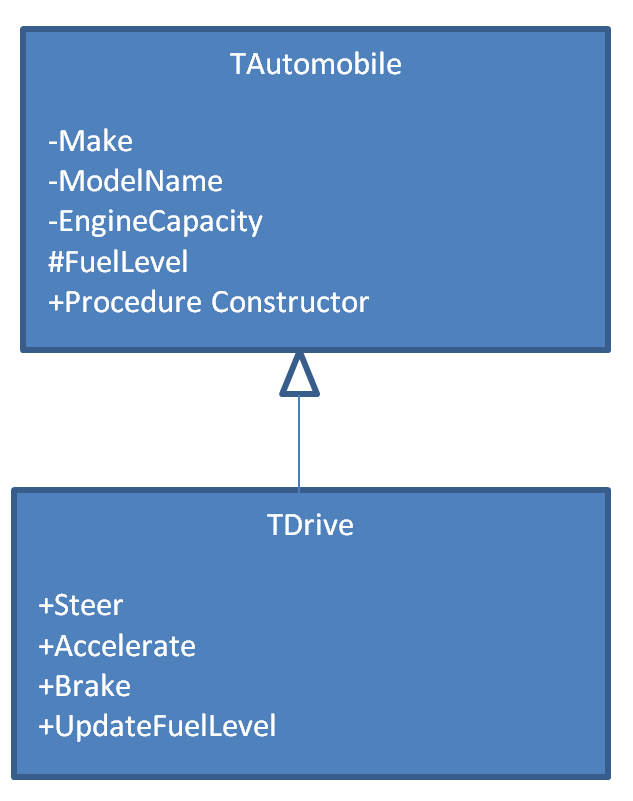 TAutomobile
-Make
-ModelName
-EngineCapacity
#FuelLevel
+Procedure Constructor
TDrive
+Steer
+Accelerate
+Brake
+UpdateFuelLevel